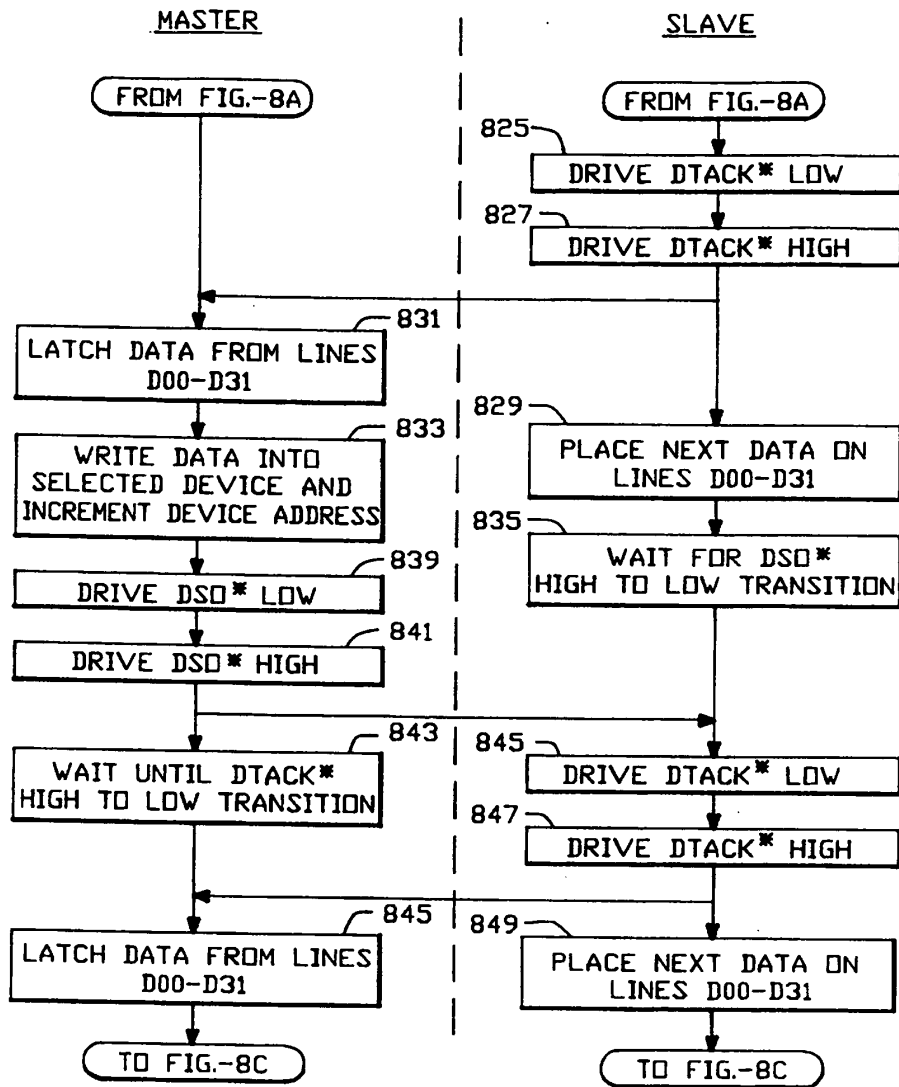 MASTER
SLAVE
FROM FIG.-8A
FROM FIG.-8A
825
DRIVE DTACK* LOW
827
DRIVE DTACK* HIGH
831
LATCH DATA FROM LINES
D00-D31
829
PLACE NEXT DATA ON
LINES D00-D31
833
WRITE DATA INTO
SELECTED DEVICE AND
INCREMENT DEVICE ADDRESS
835
WAIT FOR DSO*
HIGH TO LOW TRANSITION
839
DRIVE DSO* LOW
841
DRIVE DSO* HIGH
843
WAIT UNTIL DTACK*
HIGH TO LOW TRANSITION
845
DRIVE DTACK* LOW
847
DRIVE DTACK* HIGH
845
LATCH DATA FROM LINES
D00-D31
849
PLACE NEXT DATA ON
LINES D00-D31
TO FIG.-8C
TO FIG.-8C